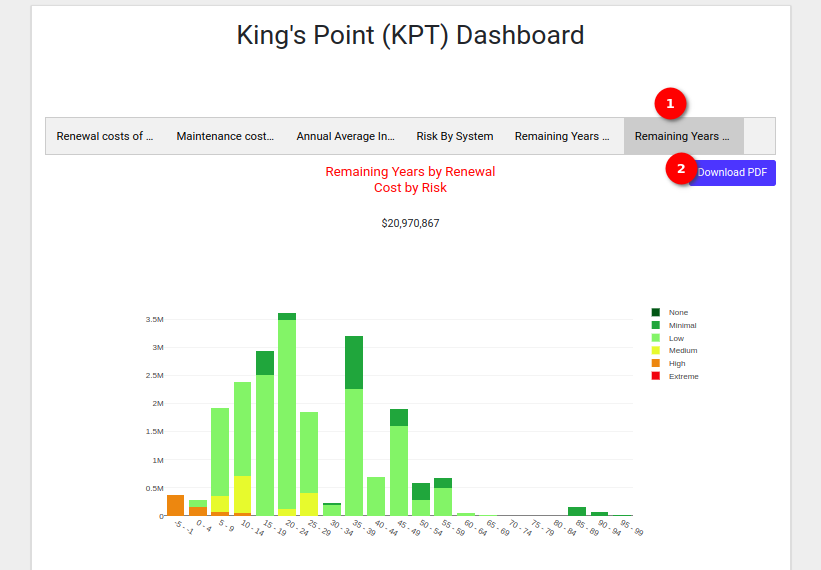 King's Point (KPT) Dashboard
1
Renewal costs of ... Maintenance cost... Annual Average In... Risk By System Remaining Years ... Remaining Years ...
2
Download PDF
Remaining Years by Renewal
Cost by Risk
$20,970,867
3.5M
3M
2.5M
2M
1.5M
1M
0.5M
0
-5 - -1
0 - 4
5 - 9
10 - 14
15 - 19
20 - 24
25 - 29
30 - 34
35 - 39
40 - 44
45 - 49
50 - 54
55 - 59
60 - 64
65 - 69
70 - 74
75 - 79
80 - 84
85 - 89
90 - 94
95 - 99
None
Minimal
Low
Medium
High
Extreme